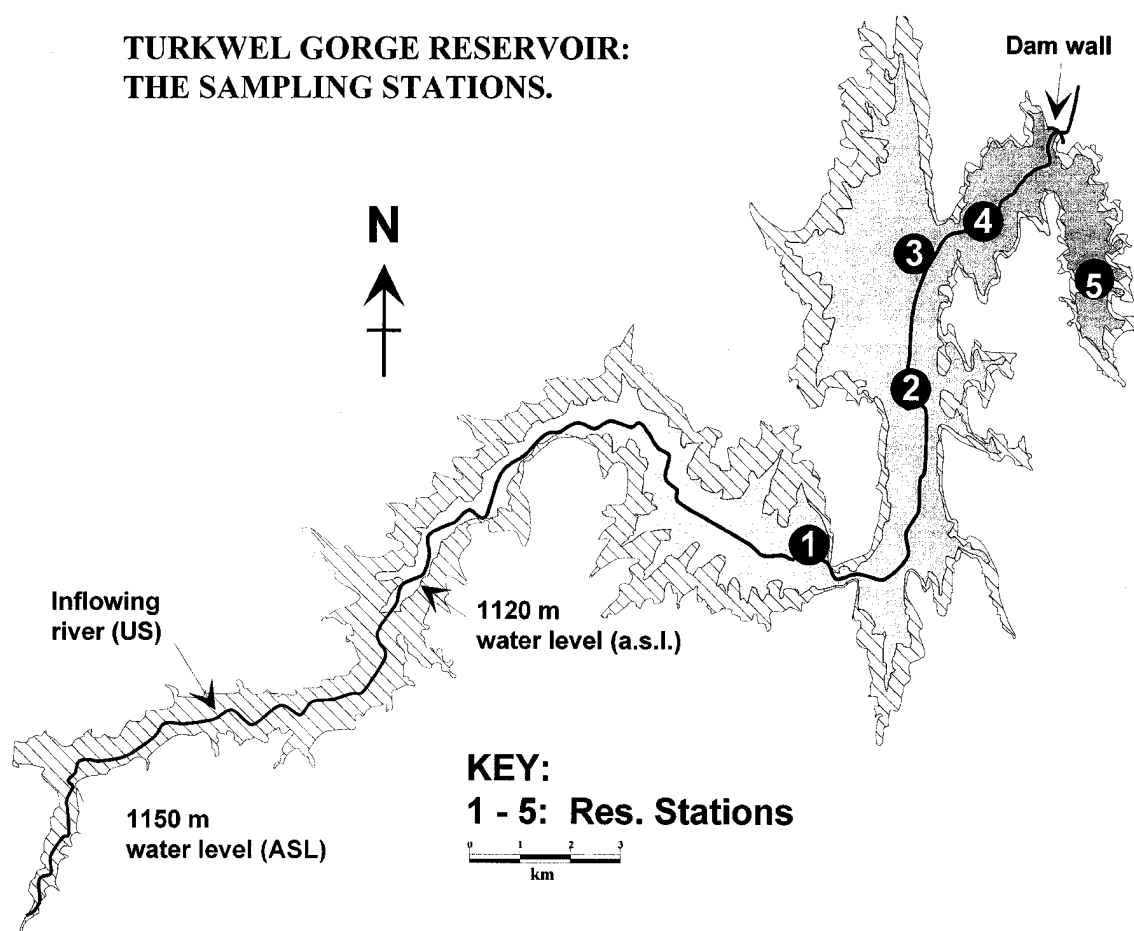 TURKWEL GORGE RESERVOIR:
THE SAMPLING STATIONS.
Dam wall
N
4
3
5
2
1
Inflowing
river (US)
1120 m
water level (a.s.l.)
1150 m
water level (ASL)
KEY:
1 - 5: Res. Stations
0 1 2 3
km